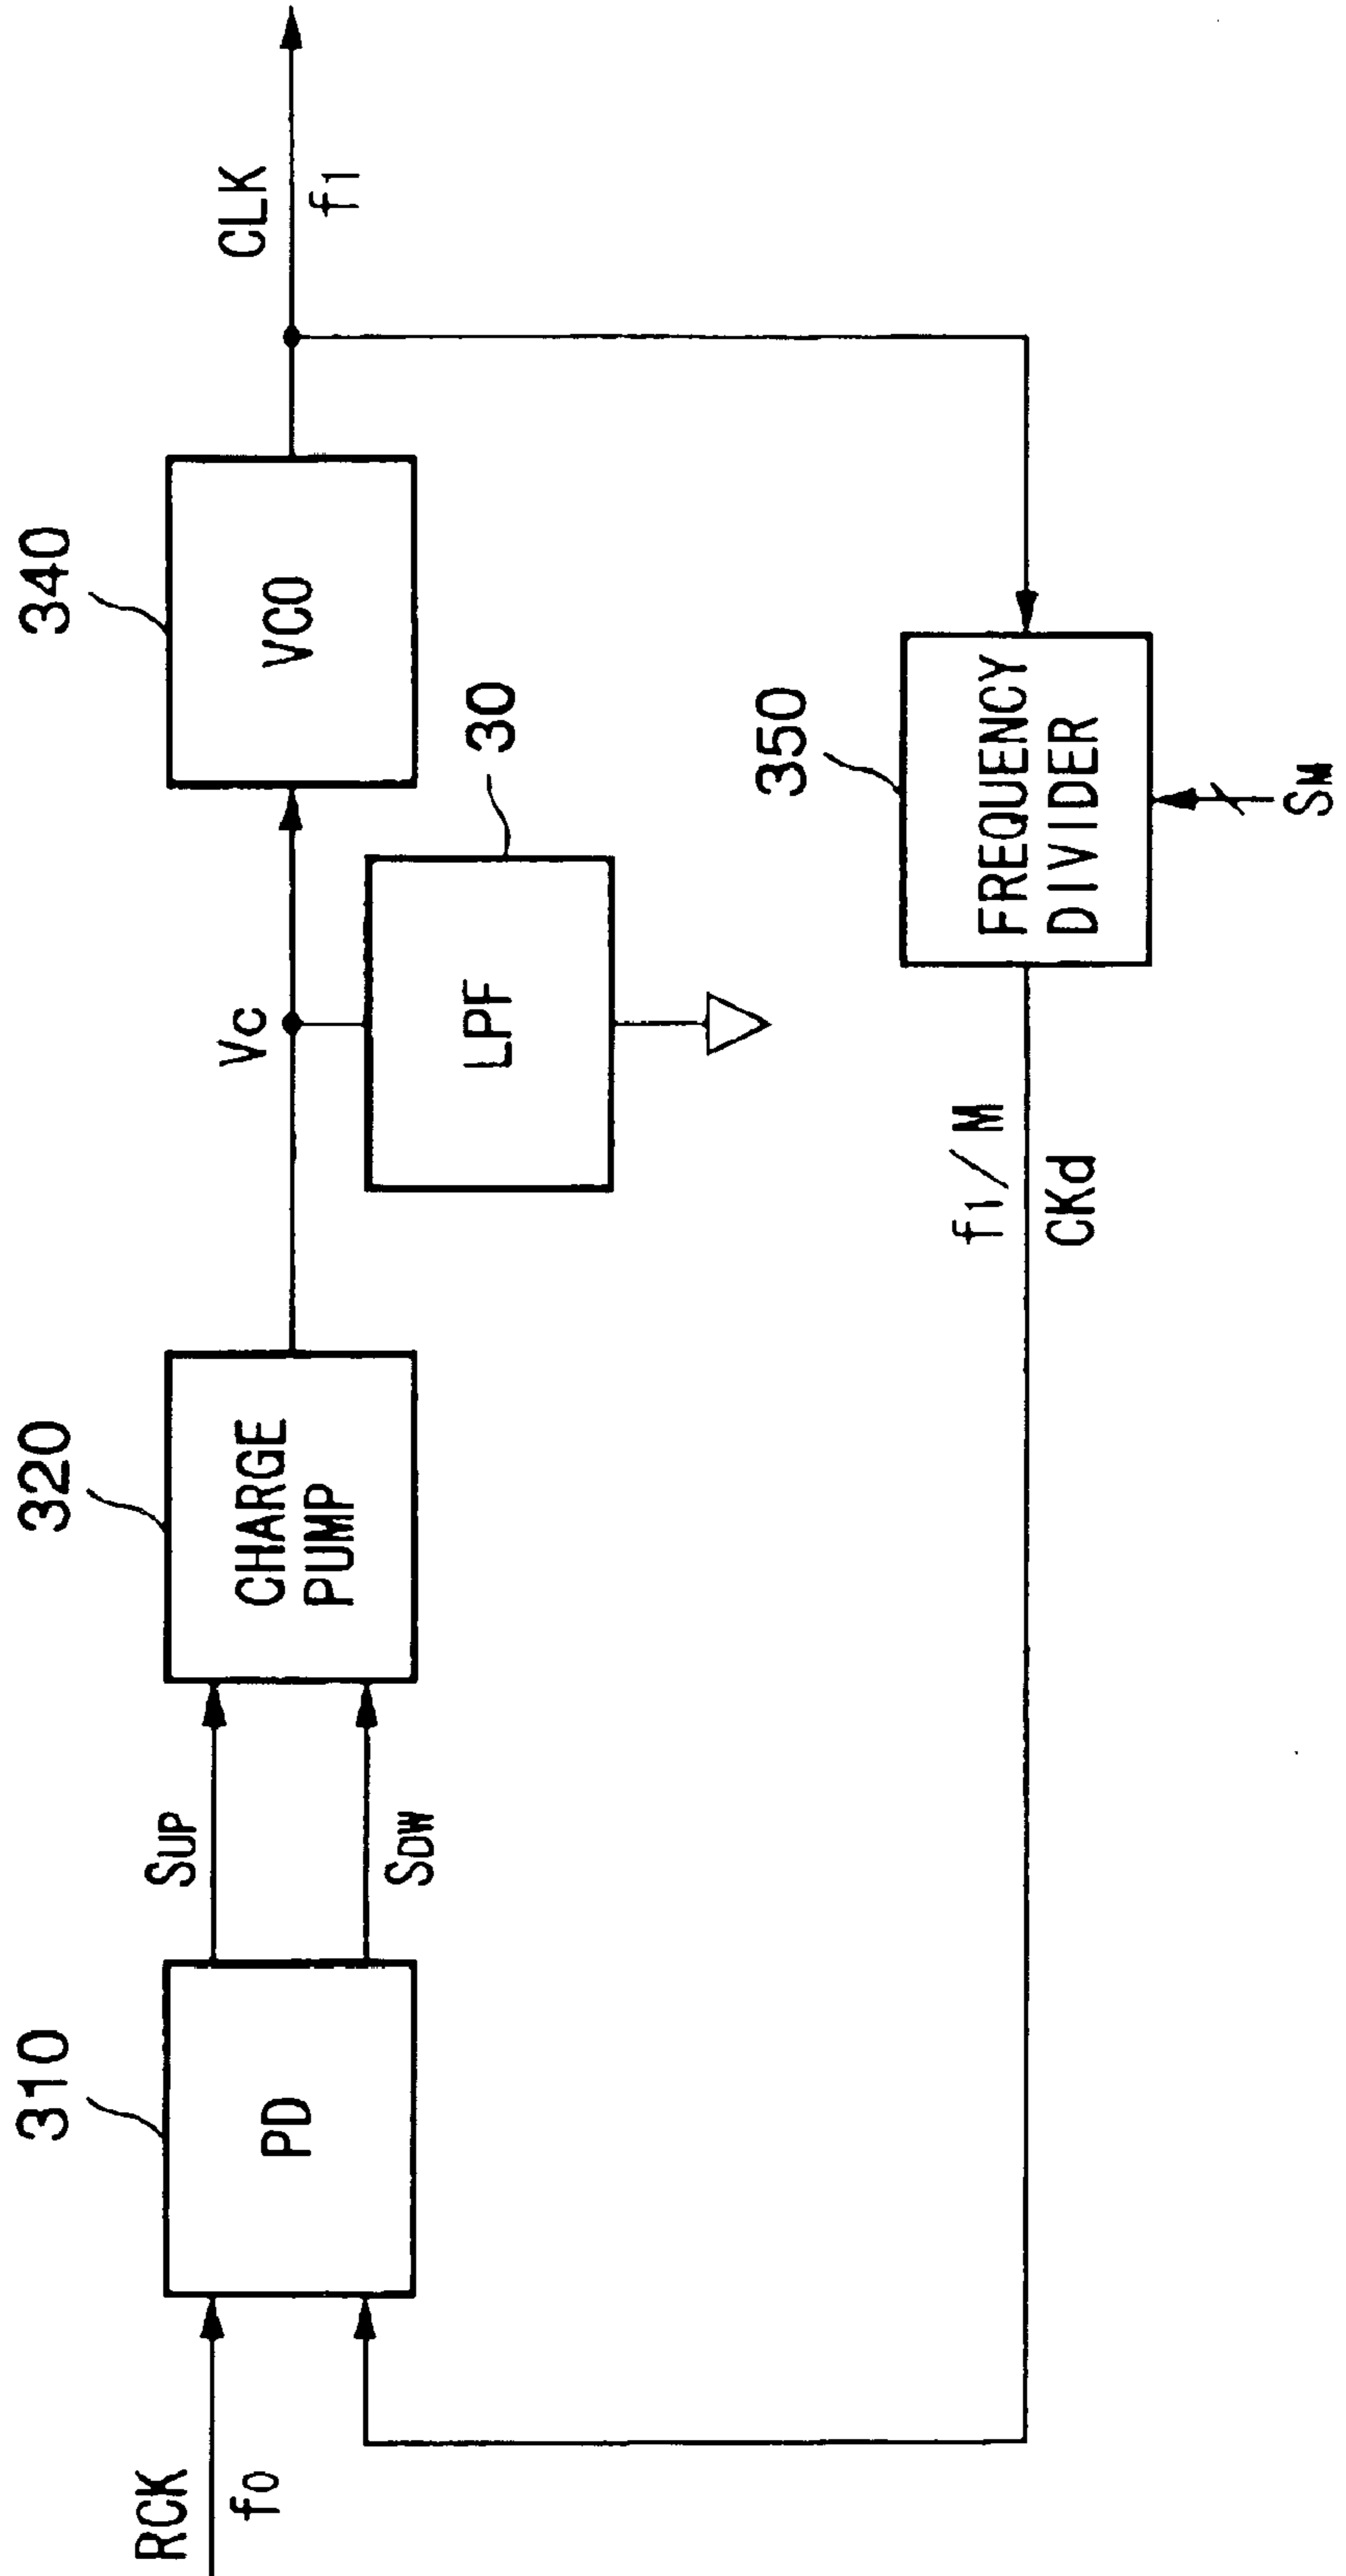 310
320
340
RCK
f0
PD
SUP
SDW
CHARGE
PUMP
VC
LPF
30
VCO
CLK
f1
350
FREQUENCY
DIVIDER
f1/M
CKd
SM